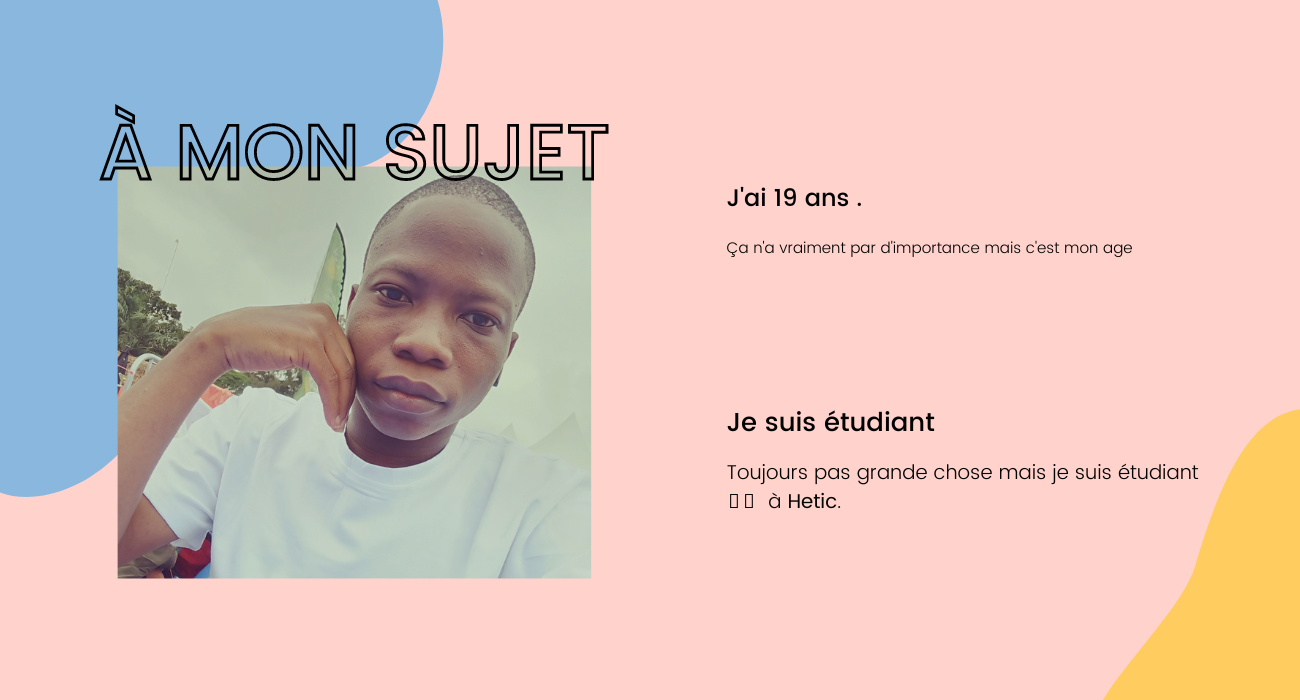 À MON SUJET
J'ai 19 ans .
Ça n'a vraiment par d'importance mais c'est mon age
Je suis étudiant
Toujours pas grande chose mais je suis étudiant
▯▯ à Hetic.